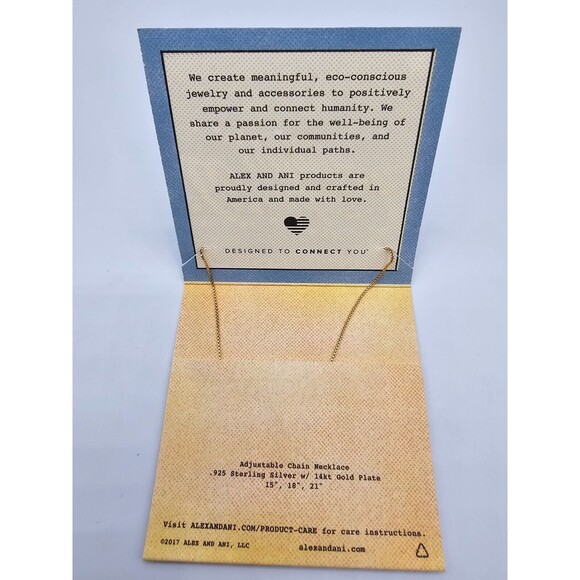 We create meaningful, eco-conscious
jewelry and accessories to positively
empower and connect humanity. We
share a passion for the well-being of
our planet, our communities, and
our individual paths.
ALEX AND ANI products are
proudly designed and crafted in
America and made with love.
DESIGNED TO CONNECT YOU®
Adjustable Chain Necklace
.925 Sterling Silver w/ 14kt Gold Plate
15", 18", 21"
Visit ALEXANDANI.COM/PRODUCT-CARE for care instructions.
©2017 ALEX AND ANI, LLC
alexandani.com